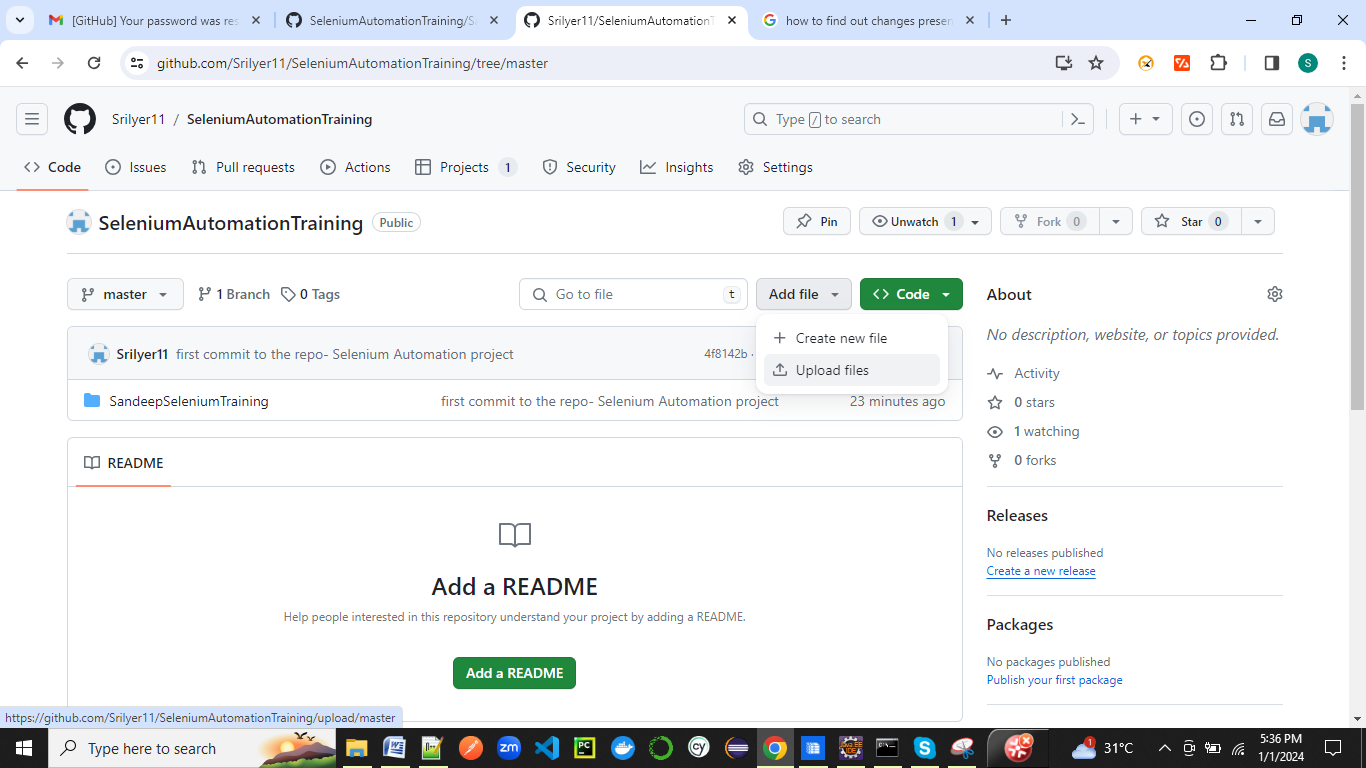 [GitHub] Your password was res
SeleniumAutomationTraining/S
Srilyer11/SeleniumAutomationT
how to find out changes presen
github.com/Srilyer11/SeleniumAutomationTraining/tree/master
S
Srilyer11 / SeleniumAutomationTraining
Type / to search
Code Issues Pull requests Actions Projects 1 Security Insights Settings
SeleniumAutomationTraining Public
Pin Unwatch 1 Fork 0 Star 0
master 1 Branch 0 Tags Go to file t Add file Code
Create new file
Upload files
Srilyer11 first commit to the repo- Selenium Automation project 4f8142b ·
SandeepSeleniumTraining first commit to the repo- Selenium Automation project 23 minutes ago
README
Add a README
Help people interested in this repository understand your project by adding a README.
Add a README
About
No description, website, or topics provided.
Activity
0 stars
1 watching
0 forks
Releases
No releases published
Create a new release
Packages
No packages published
Publish your first package
https://github.com/Srilyer11/SeleniumAutomationTraining/upload/master
Type here to search
zm
PC
cy
31°C
5:36 PM
1/1/2024